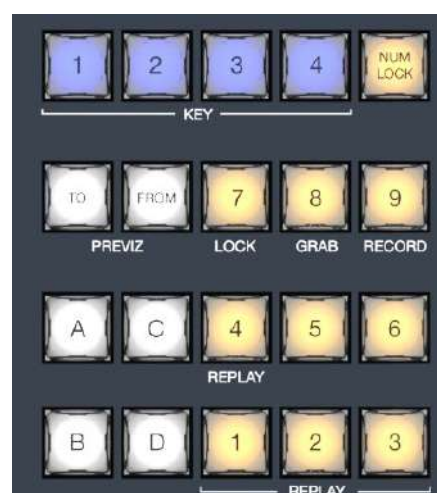 1 2 3 4 NUM LOCK
KEY
TO FROM 7 8 9
PREVIZ LOCK GRAB RECORD
A C 4 5 6
REPLAY
B D 1 2 3
REPLAY